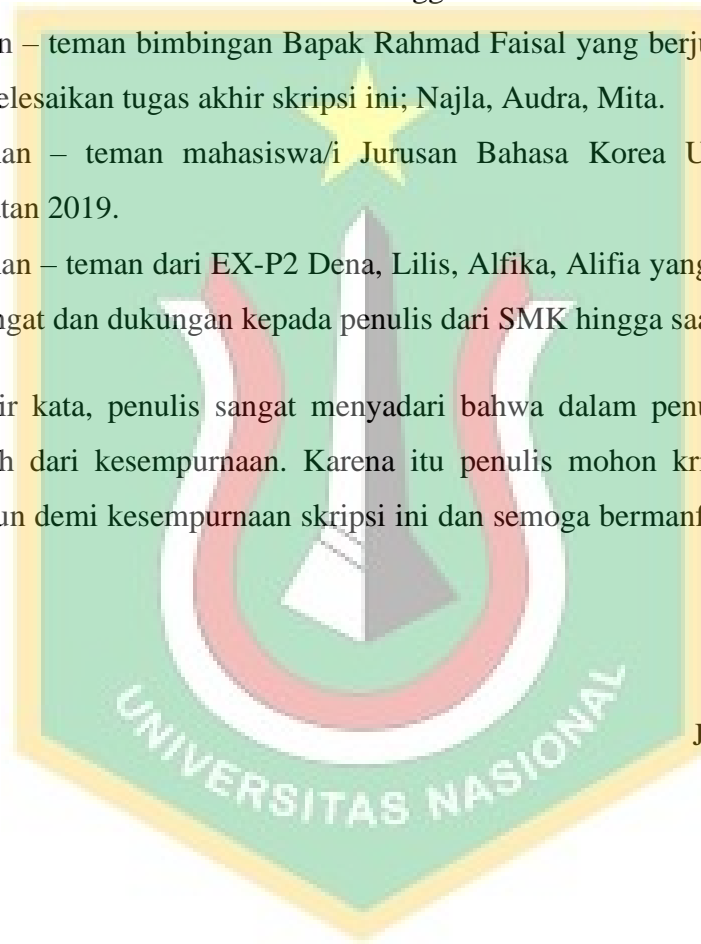 n – teman bimbingan Bapak Rahmad Faisal yang berju
elesaikan tugas akhir skripsi ini; Najla, Audra, Mita.
an – teman mahasiswa/i Jurusan Bahasa Korea U
tan 2019.
an – teman dari EX-P2 Dena, Lilis, Alfika, Alifia yang
ngat dan dukungan kepada penulis dari SMK hingga saa
ir kata, penulis sangat menyadari bahwa dalam penu
h dari kesempurnaan. Karena itu penulis mohon kri
un demi kesempurnaan skripsi ini dan semoga bermanf
J
UNIVERSITAS NASIONAL